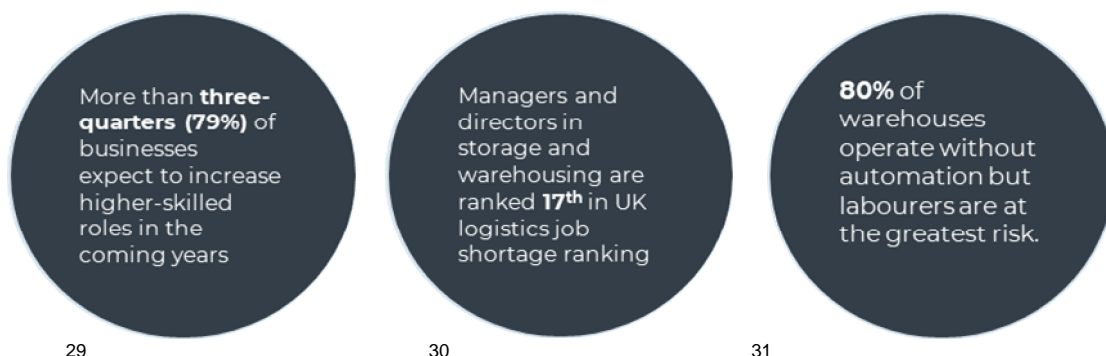 More than three-
quarters (79%) of
businesses
expect to increase
higher-skilled
roles in the
coming years
Managers and
directors in
storage and
warehousing are
ranked 17th in UK
logistics job
shortage ranking
80% of
warehouses
operate without
automation but
labourers are at
the greatest risk.
29
30
31